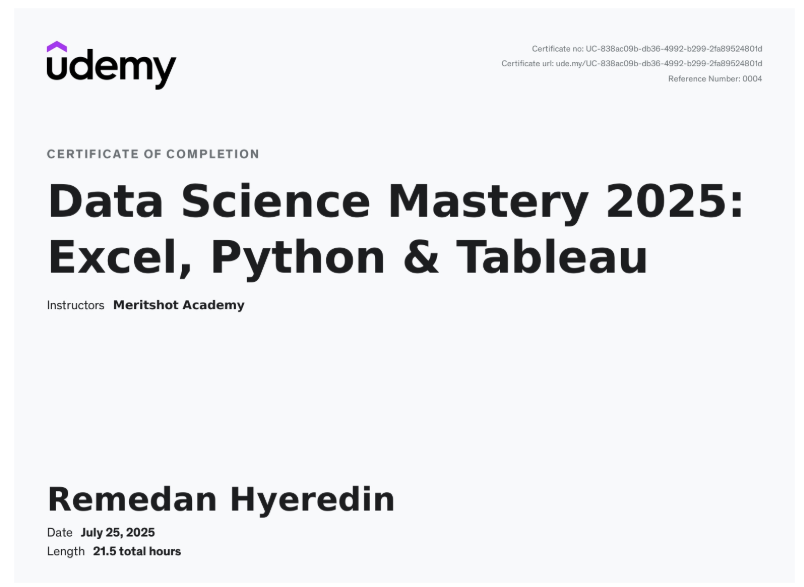 udemy
Certificate no: UC-838ac09b-db36-4992-b299-2fa89524801d
Certificate url: ude.my/UC-838ac09b-db36-4992-b299-2fa89524801d
Reference Number: 0004
CERTIFICATE OF COMPLETION
Data Science Mastery 2025:
Excel, Python & Tableau
Instructors Meritshot Academy
Remedan Hyeredin
Date July 25, 2025
Length 21.5 total hours